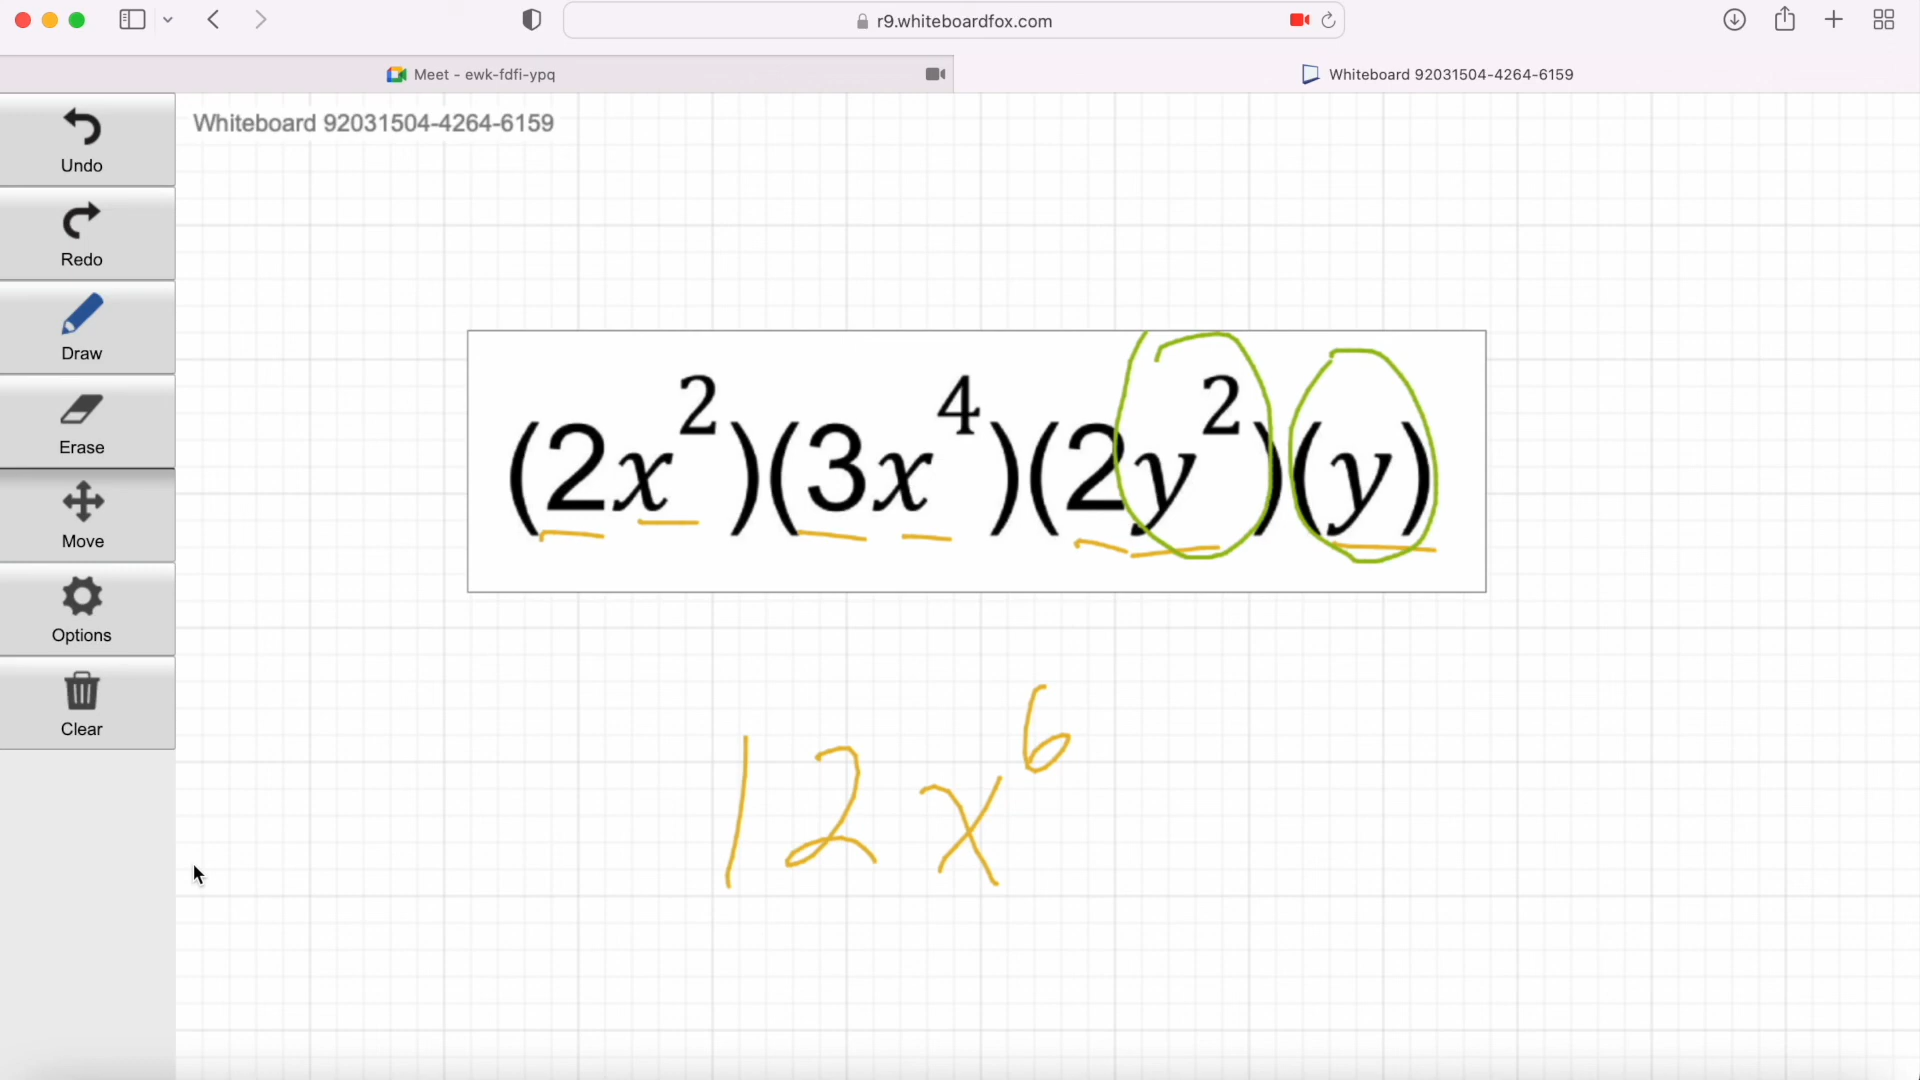 r9.whiteboardfox.com
Meet - ewk-fdfi-ypq
Whiteboard 92031504-4264-6159
Whiteboard 92031504-4264-6159
Undo
Redo
Draw
Erase
Move
Options
Clear
(2x²)(3x⁴)(2y²)(y)
12x⁶